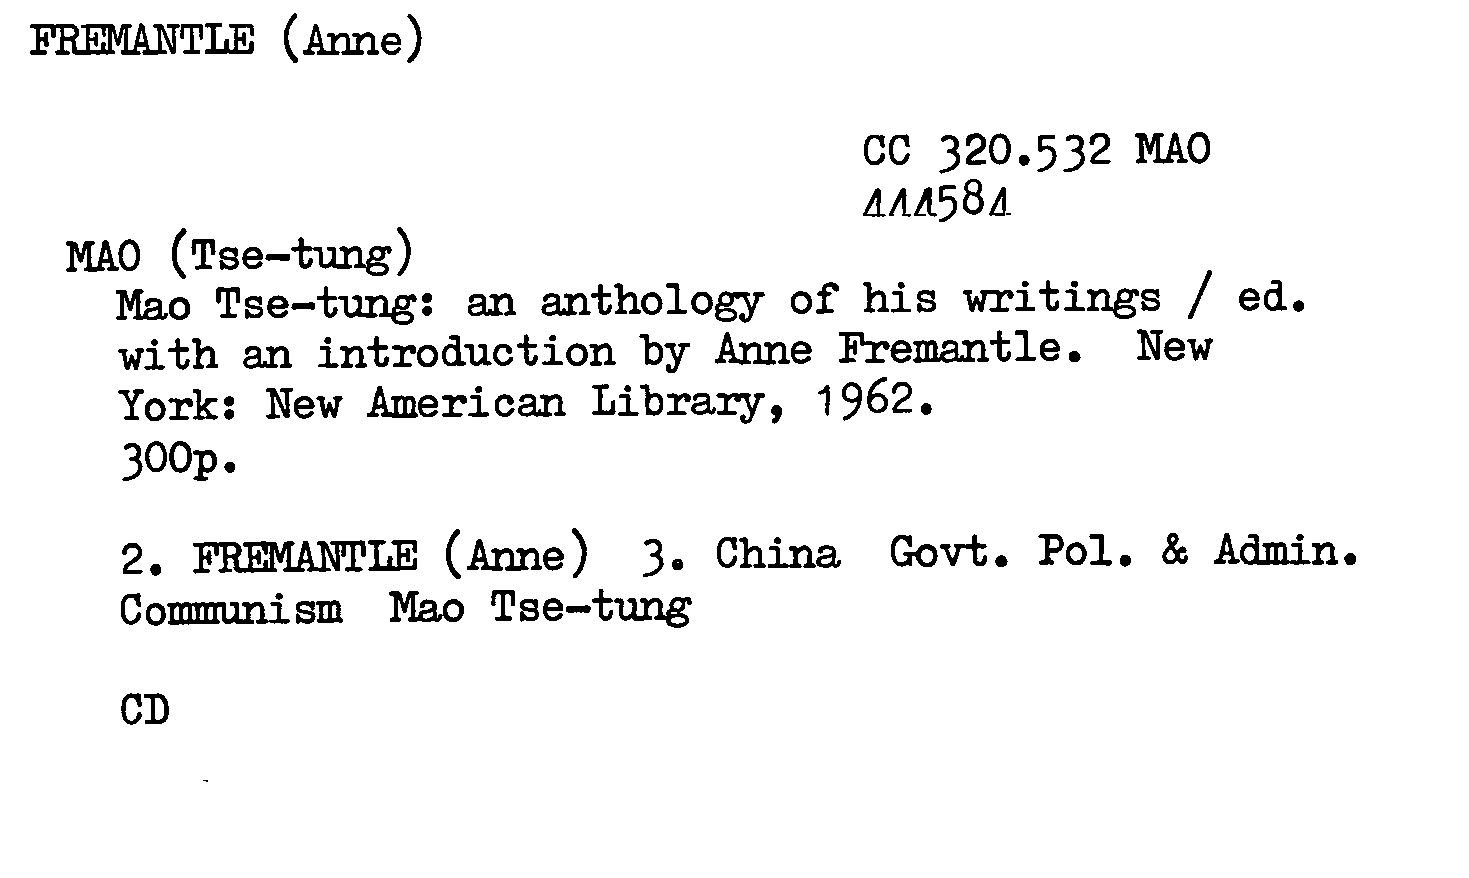 FREMANTLE (Anne)
CC 320.532 MAO
444584
MAO (Tse-tung)
Mao Tse-tung: an anthology of his writings / ed.
with an introduction by Anne Fremantle. New
York: New American Library, 1962.
300p.
2. FREMANTLE (Anne) 3. China Govt. Pol. & Admin.
Communism Mao Tse-tung
CD